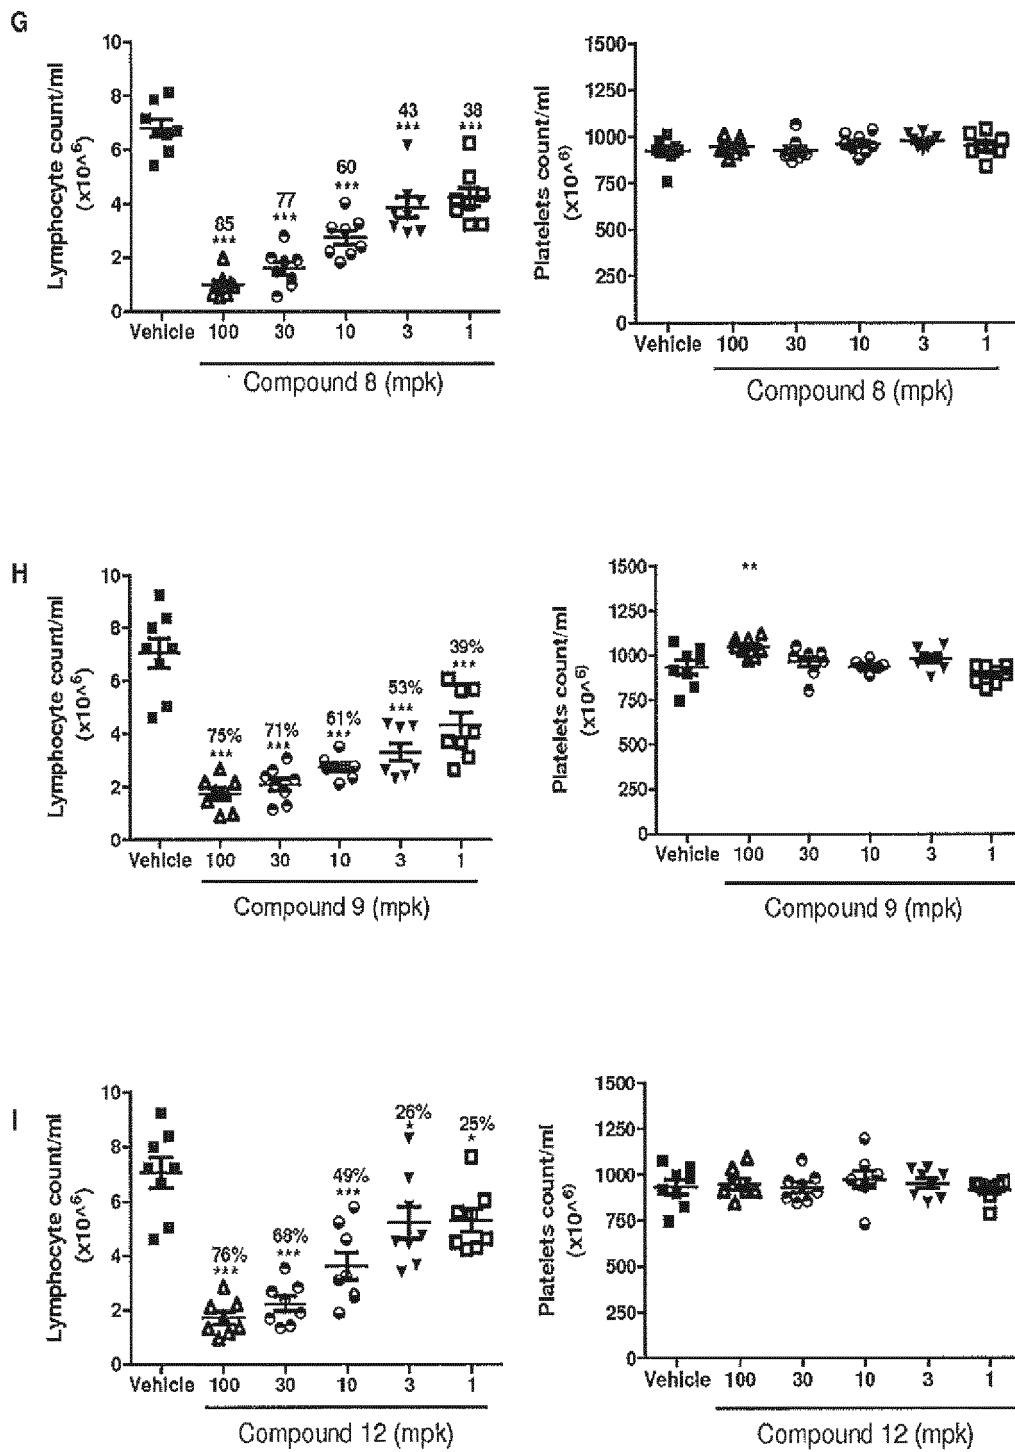 G
Lymphocyte count/ml
(x10^6)
10
8
6
4
2
0
85
***
77
***
60
***
43
***
38
***
Vehicle 100 30 10 3 1
Compound 8 (mpk)
Platelets count/ml
(x10^6)
1500
1250
1000
750
500
250
0
Vehicle 100 30 10 3 1
Compound 8 (mpk)
H
Lymphocyte count/ml
(x10^6)
10
8
6
4
2
0
75%
***
71%
***
61%
***
53%
***
39%
***
Vehicle 100 30 10 3 1
Compound 9 (mpk)
Platelets count/ml
(x10^6)
1500
1250
1000
750
500
250
0
**
Vehicle 100 30 10 3 1
Compound 9 (mpk)
I
Lymphocyte count/ml
(x10^6)
10
8
6
4
2
0
76%
***
68%
***
49%
***
26%
*
25%
*
Vehicle 100 30 10 3 1
Compound 12 (mpk)
Platelets count/ml
(x10^6)
1500
1250
1000
750
500
250
0
Vehicle 100 30 10 3 1
Compound 12 (mpk)